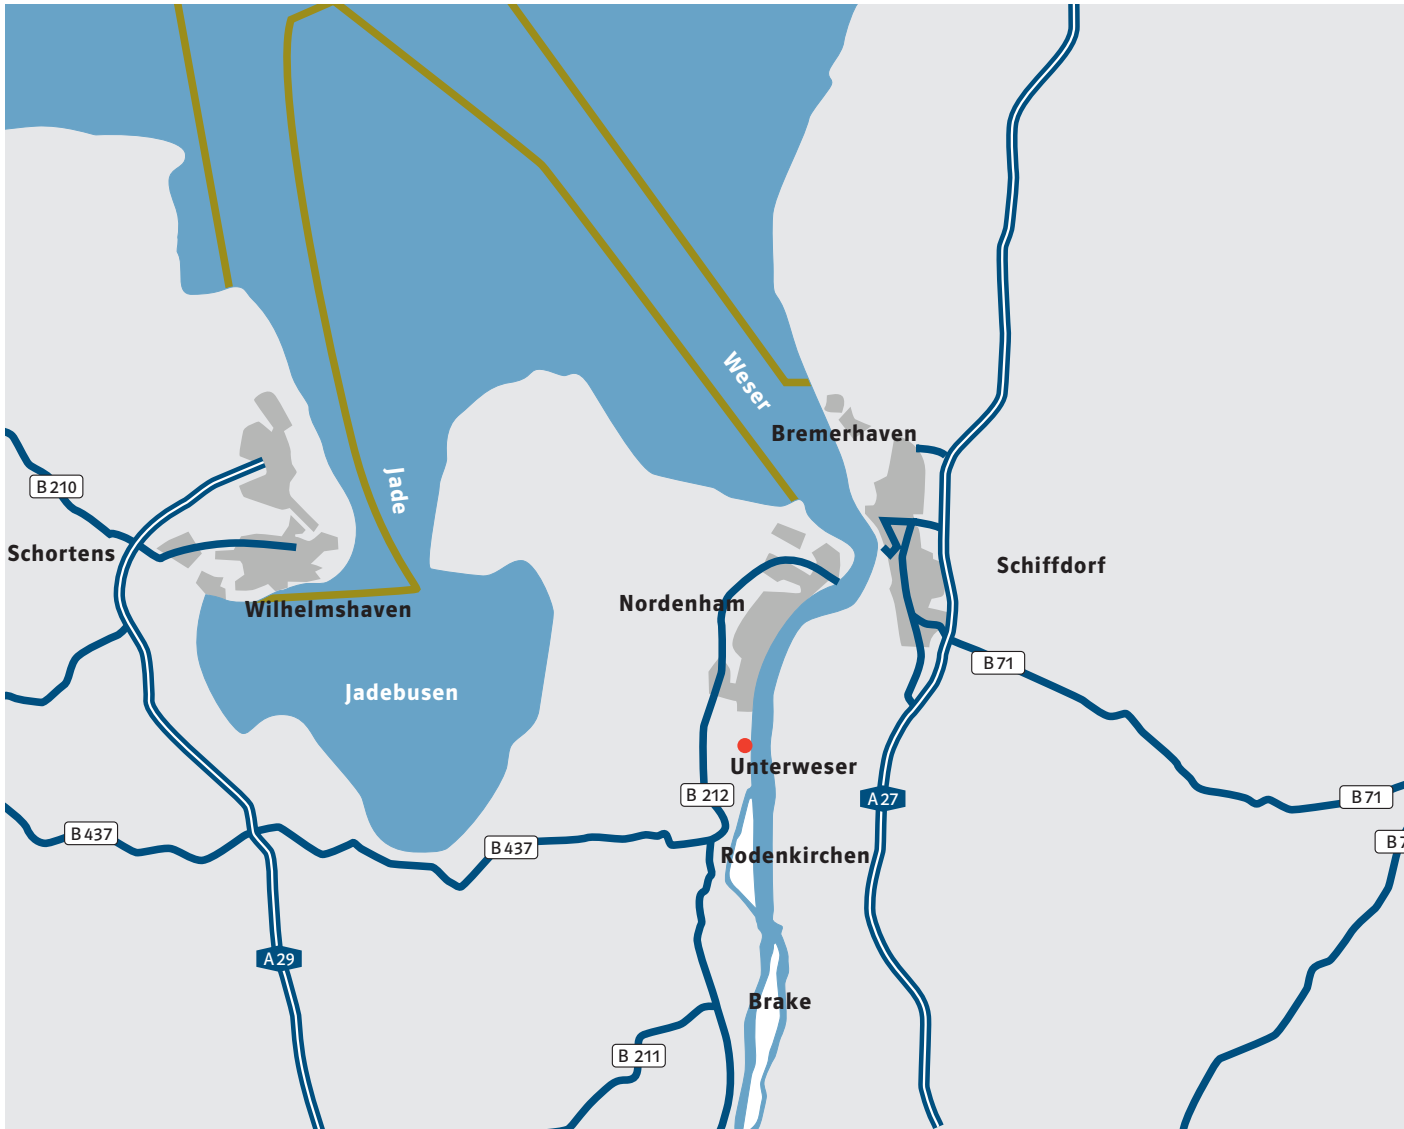 Weser
Bremerhaven
Jade
B 210
Schortens
Schiffdorf
Nordenham
Wilhelmshaven
B 71
Jadebusen
Unterweser
B 212
A 27
B 71
B 437
B 437
B 7
Rodenkirchen
A 29
Brake
B 211